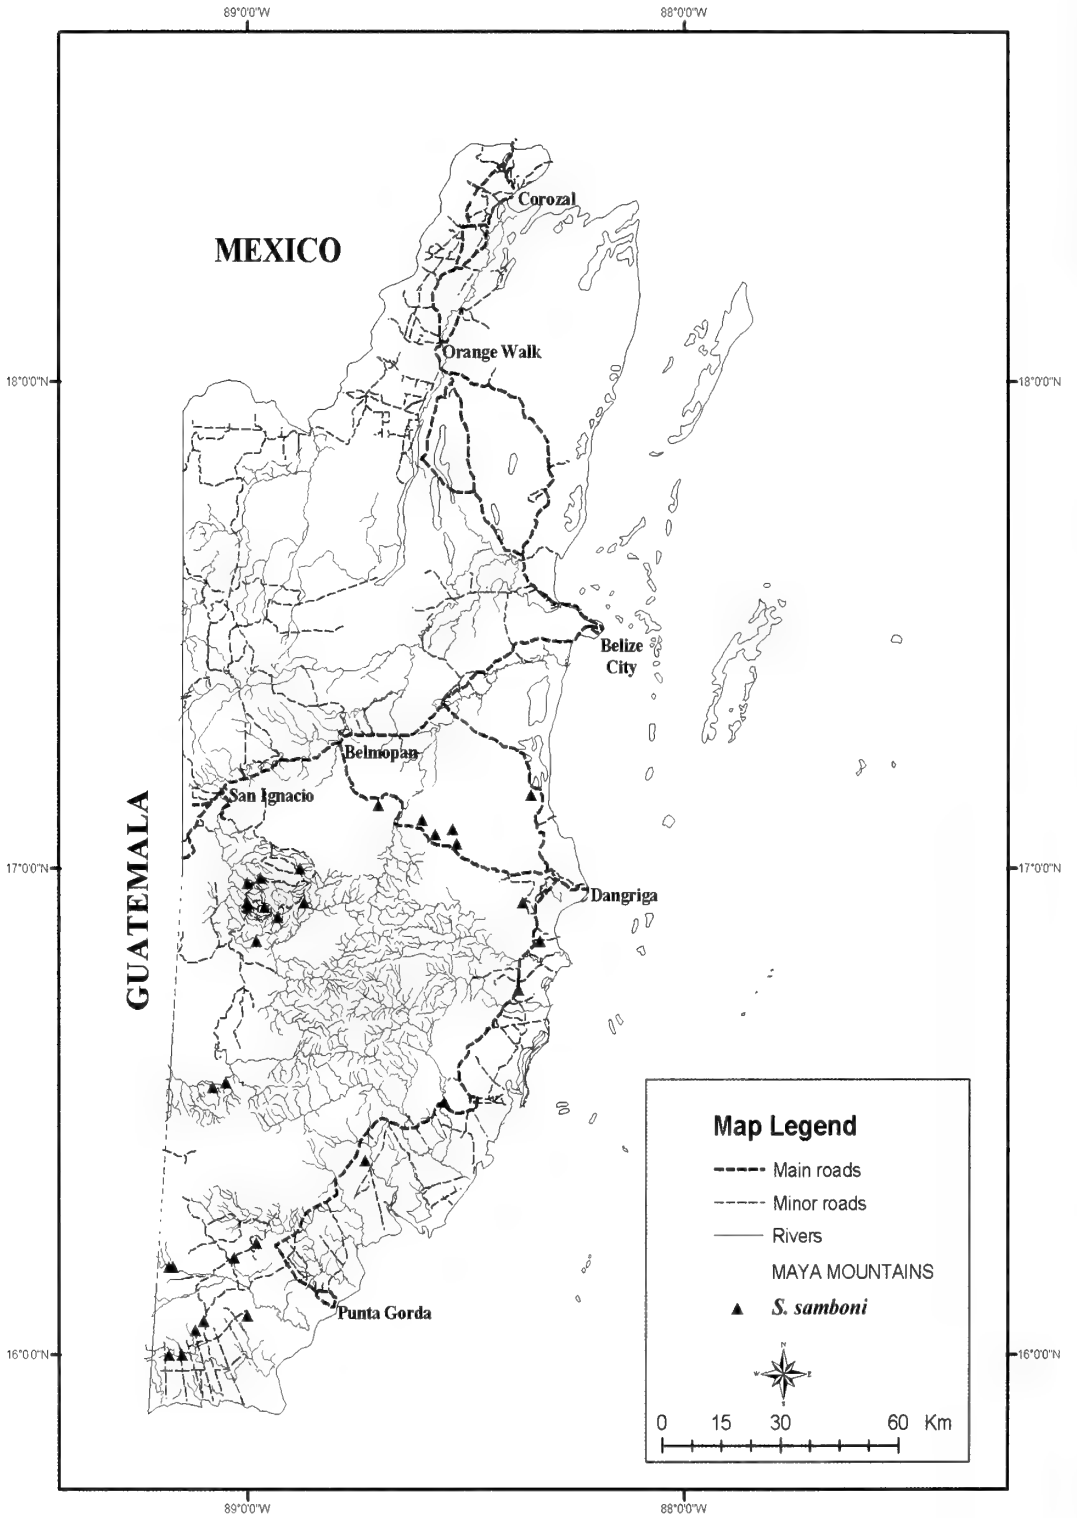 89°0'0"W 88°0'0"W
Corozal
MEXICO
Orange Walk
18°0'0"N 18°0'0"N
Belize
City
Belmopan
San Ignacio
GUATEMALA
17°0'0"N 17°0'0"N
Dangriga
Map Legend
Main roads
Minor roads
Rivers
MAYA MOUNTAINS
S. samboni
Punta Gorda
16°0'0"N 16°0'0"N
N
W E
S
0 15 30 60 Km
89°0'0"W 88°0'0"W